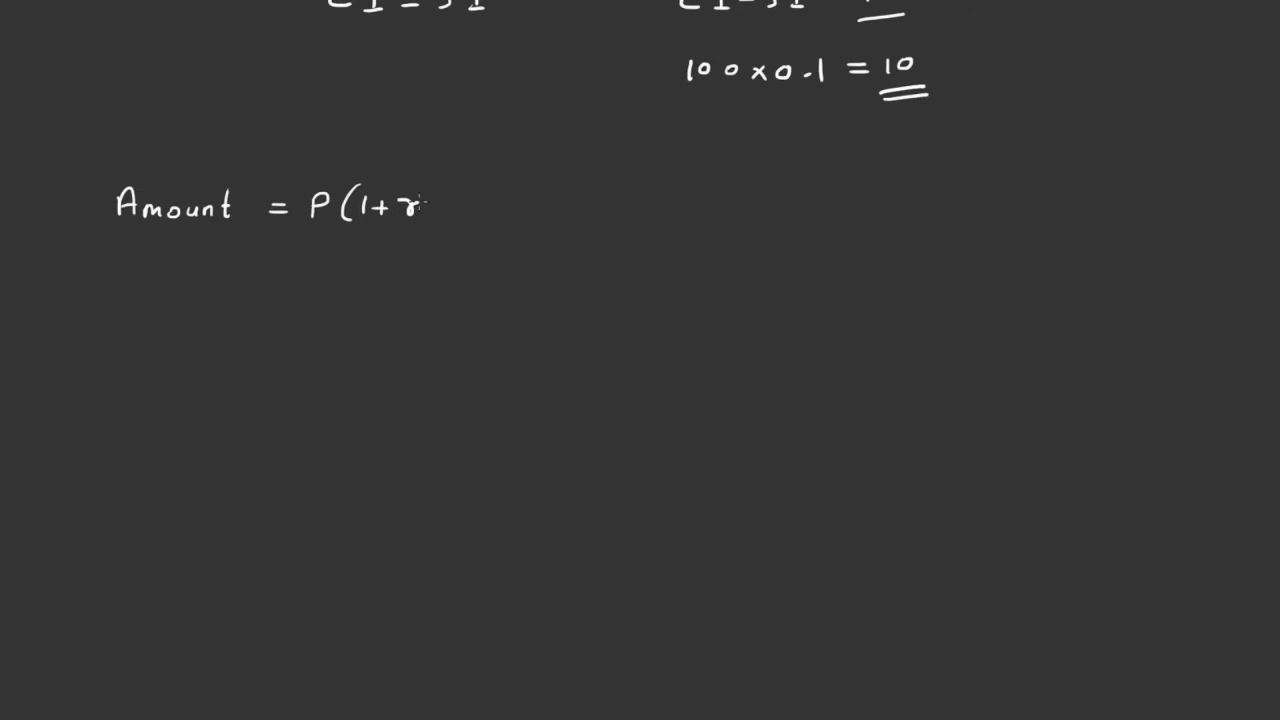 100 x 0.1 = 10
Amount = P(1+r